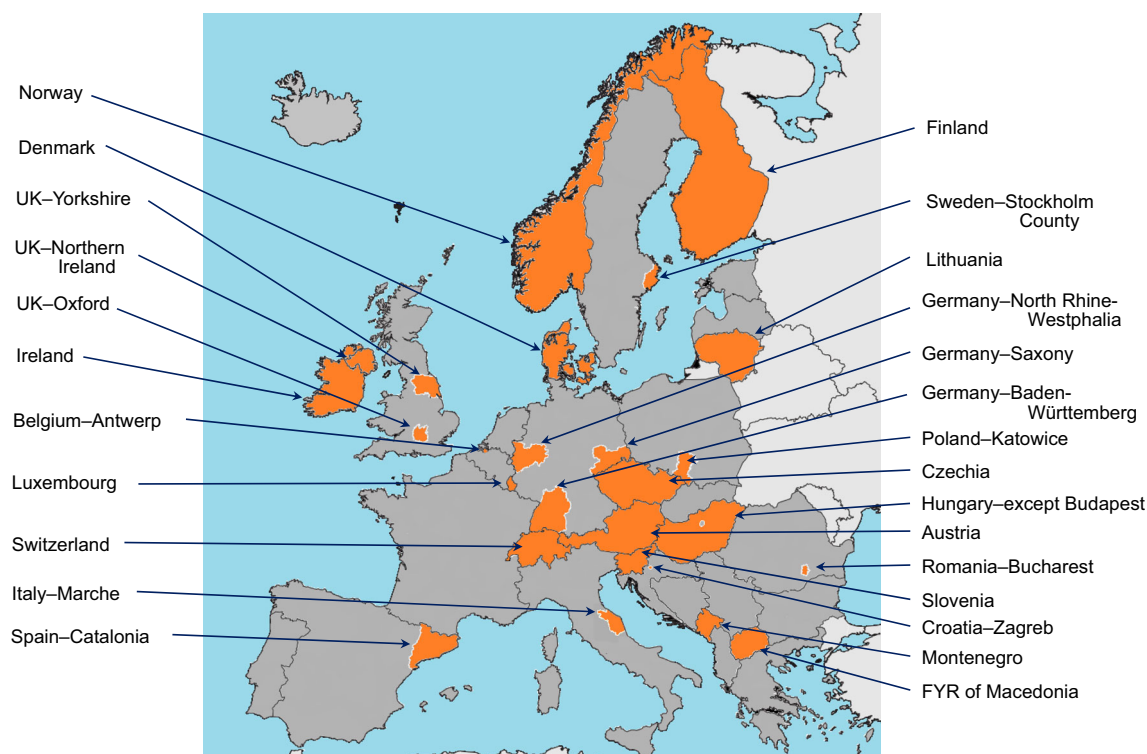 Norway
Denmark
UK–Yorkshire
UK–Northern
Ireland
UK–Oxford
Ireland
Belgium–Antwerp
Luxembourg
Switzerland
Italy–Marche
Spain–Catalonia
Finland
Sweden–Stockholm
County
Lithuania
Germany–North Rhine-
Westphalia
Germany–Saxony
Germany–Baden-
Württemberg
Poland–Katowice
Czechia
Hungary–except Budapest
Austria
Romania–Bucharest
Slovenia
Croatia–Zagreb
Montenegro
FYR of Macedonia